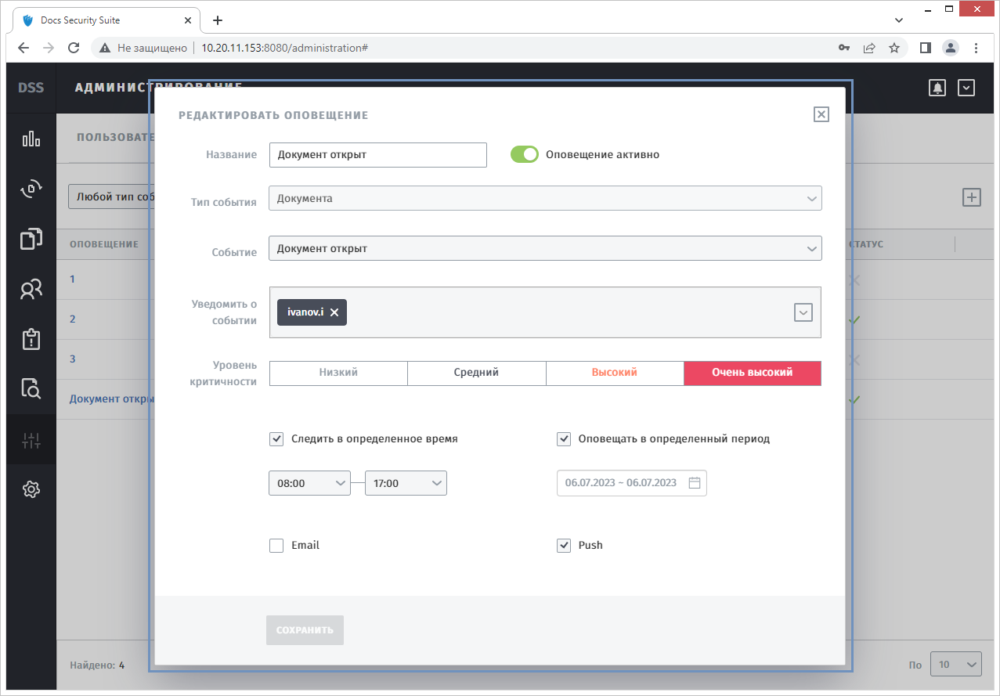 Docs Security Suite
Не защищено 10.20.11.153:8080/administration#
DSS АДМИНИСТРИРОВАНИЕ
ПОЛЬЗОВАТЕ
РЕДАКТИРОВАТЬ ОПОВЕЩЕНИЕ
Название Документ открыт Оповещение активно
Любой тип соб
Тип события Документа
ОПОВЕЩЕНИЕ
СТАТУС
Событие Документ открыт
1
2
3
Документ откры
Уведомить о
событии
ivanov.i
Уровень
критичности
Низкий Средний Высокий Очень высокий
Следить в определенное время Оповещать в определенный период
08:00 17:00 06.07.2023 ~ 06.07.2023
Email Push
СОХРАНИТЬ
Найдено: 4 По 10